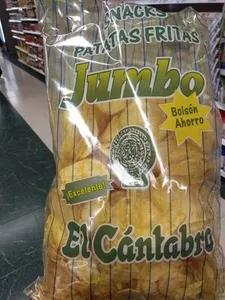 SNACKS
PATATAS FRITAS
Jumbo
Bolsón
Ahorro
¡Excelente!
El Cántabro